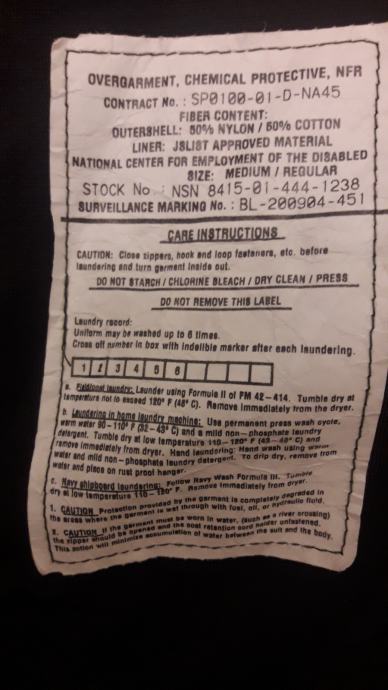 OVERGARMENT, CHEMICAL PROTECTIVE, NFR
CONTRACT No. : SP0100-01-D-NA45
FIBER CONTENT:
OUTERSHELL: 50% NYLON / 50% COTTON
LINER: JSLIST APPROVED MATERIAL
NATIONAL CENTER FOR EMPLOYMENT OF THE DISABLED
SIZE: MEDIUM / REGULAR
STOCK No : NSN 8415-01-444-1238
SURVEILLANCE MARKING No. : BL-200904-451
CARE INSTRUCTIONS
CAUTION: Close zippers, hook and loop fasteners, etc. before
laundering and turn garment inside out.
DO NOT STARCH / CHLORINE BLEACH / DRY CLEAN / PRESS
DO NOT REMOVE THIS LABEL
Laundry record:
Uniform may be washed up to 6 times.
Cross off number in box with indelible marker after each laundering.
1 2 3 4 5 6
a. Fieldional laundry: Launder using Formula II of FM 42-414. Tumble dry at
temperature not to exceed 120° F (48° C). Remove immediately from the dryer.
b. Laundering in home laundry machine: Use permanent press wash cycle,
warm water 90-110° F (32-43° C) and a mild non-phosphate laundry
detergent. Tumble dry at low temperature 110-120° F (43-48° C) and
remove immediately from dryer. Hand laundering: Hand wash using warm
water and mild non-phosphate laundry detergent. To drip dry, remove from
water and place on rust proof hanger.
c. Navy shipboard laundering: Follow Navy Wash Formula III. Tumble
dry at low temperature 110-120° F. Remove immediately from dryer.
1. CAUTION Protection provided by the garment is completely degraded in
the areas where the garment is wet through with fuel, oil, or hydraulic fluid.
2. CAUTION If the garment must be worn in water, (such as a river crossing)
the zipper should be opened and the coat retention cord unfastened.
This action will minimize accumulation of water between the suit and the body.